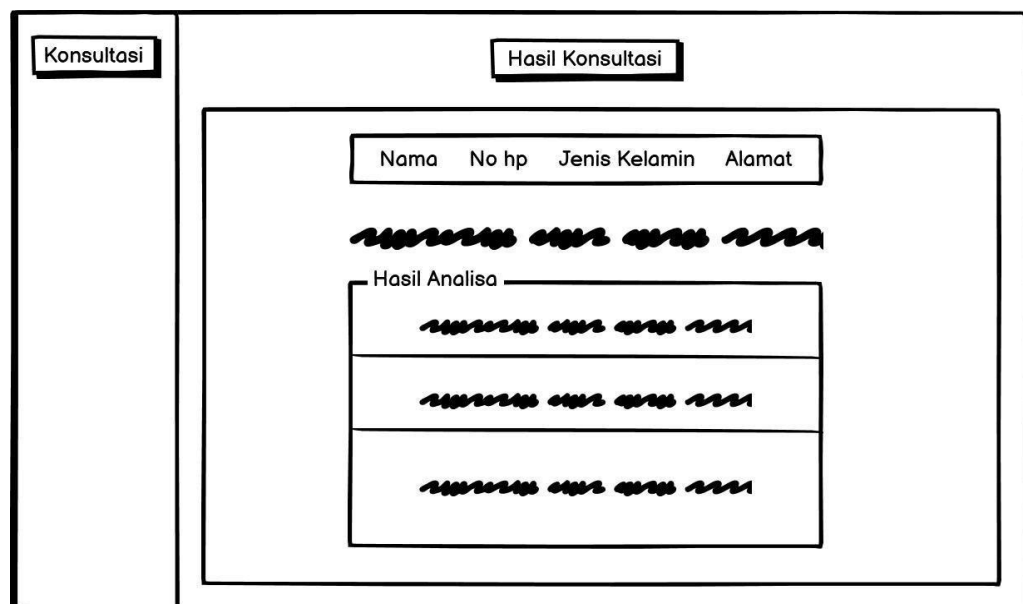 Konsultasi
Hasil Konsultasi
Nama No hp Jenis Kelamin Alamat
Hasil Analisa